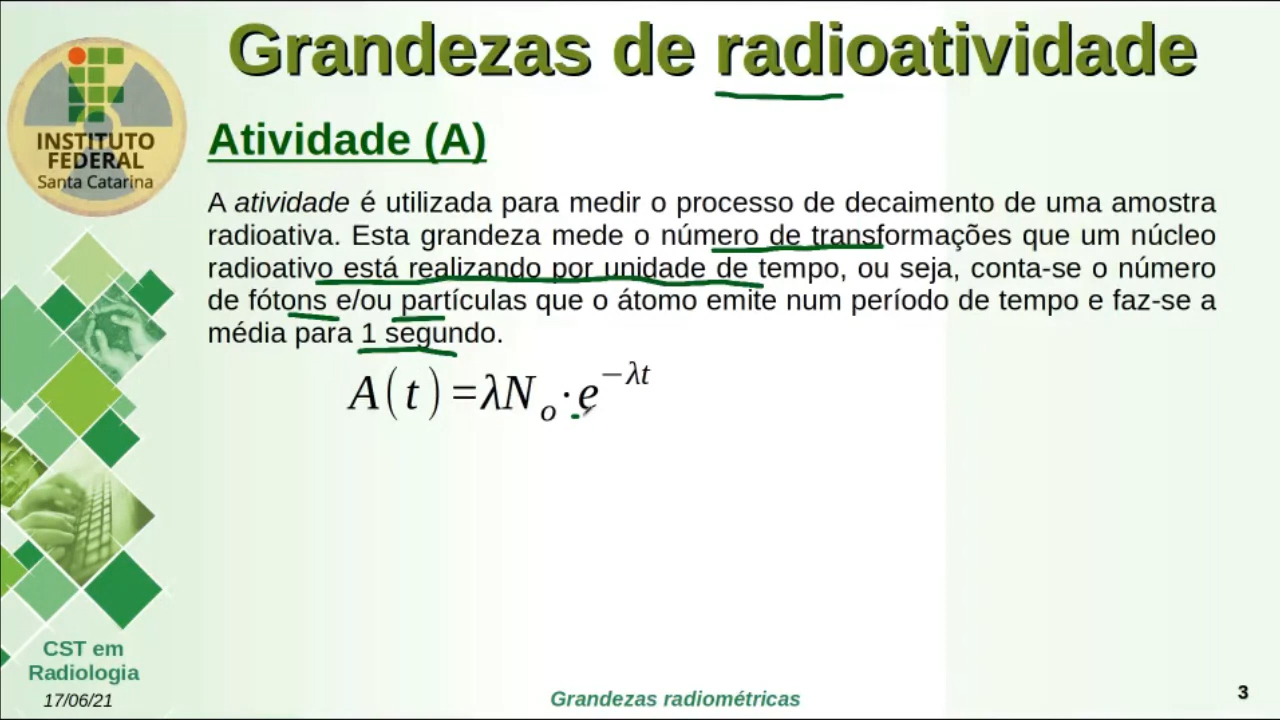 Grandezas de radioatividade
INSTITUTO
FEDERAL
Santa Catarina
Atividade (A)
A atividade é utilizada para medir o processo de decaimento de uma amostra
radioativa. Esta grandeza mede o número de transformações que um núcleo
radioativo está realizando por unidade de tempo, ou seja, conta-se o número
de fótons e/ou partículas que o átomo emite num período de tempo e faz-se a
média para 1 segundo.
A(t)=λN₀·e^{−λt}
CST em
Radiologia
17/06/21
Grandezas radiométricas
3